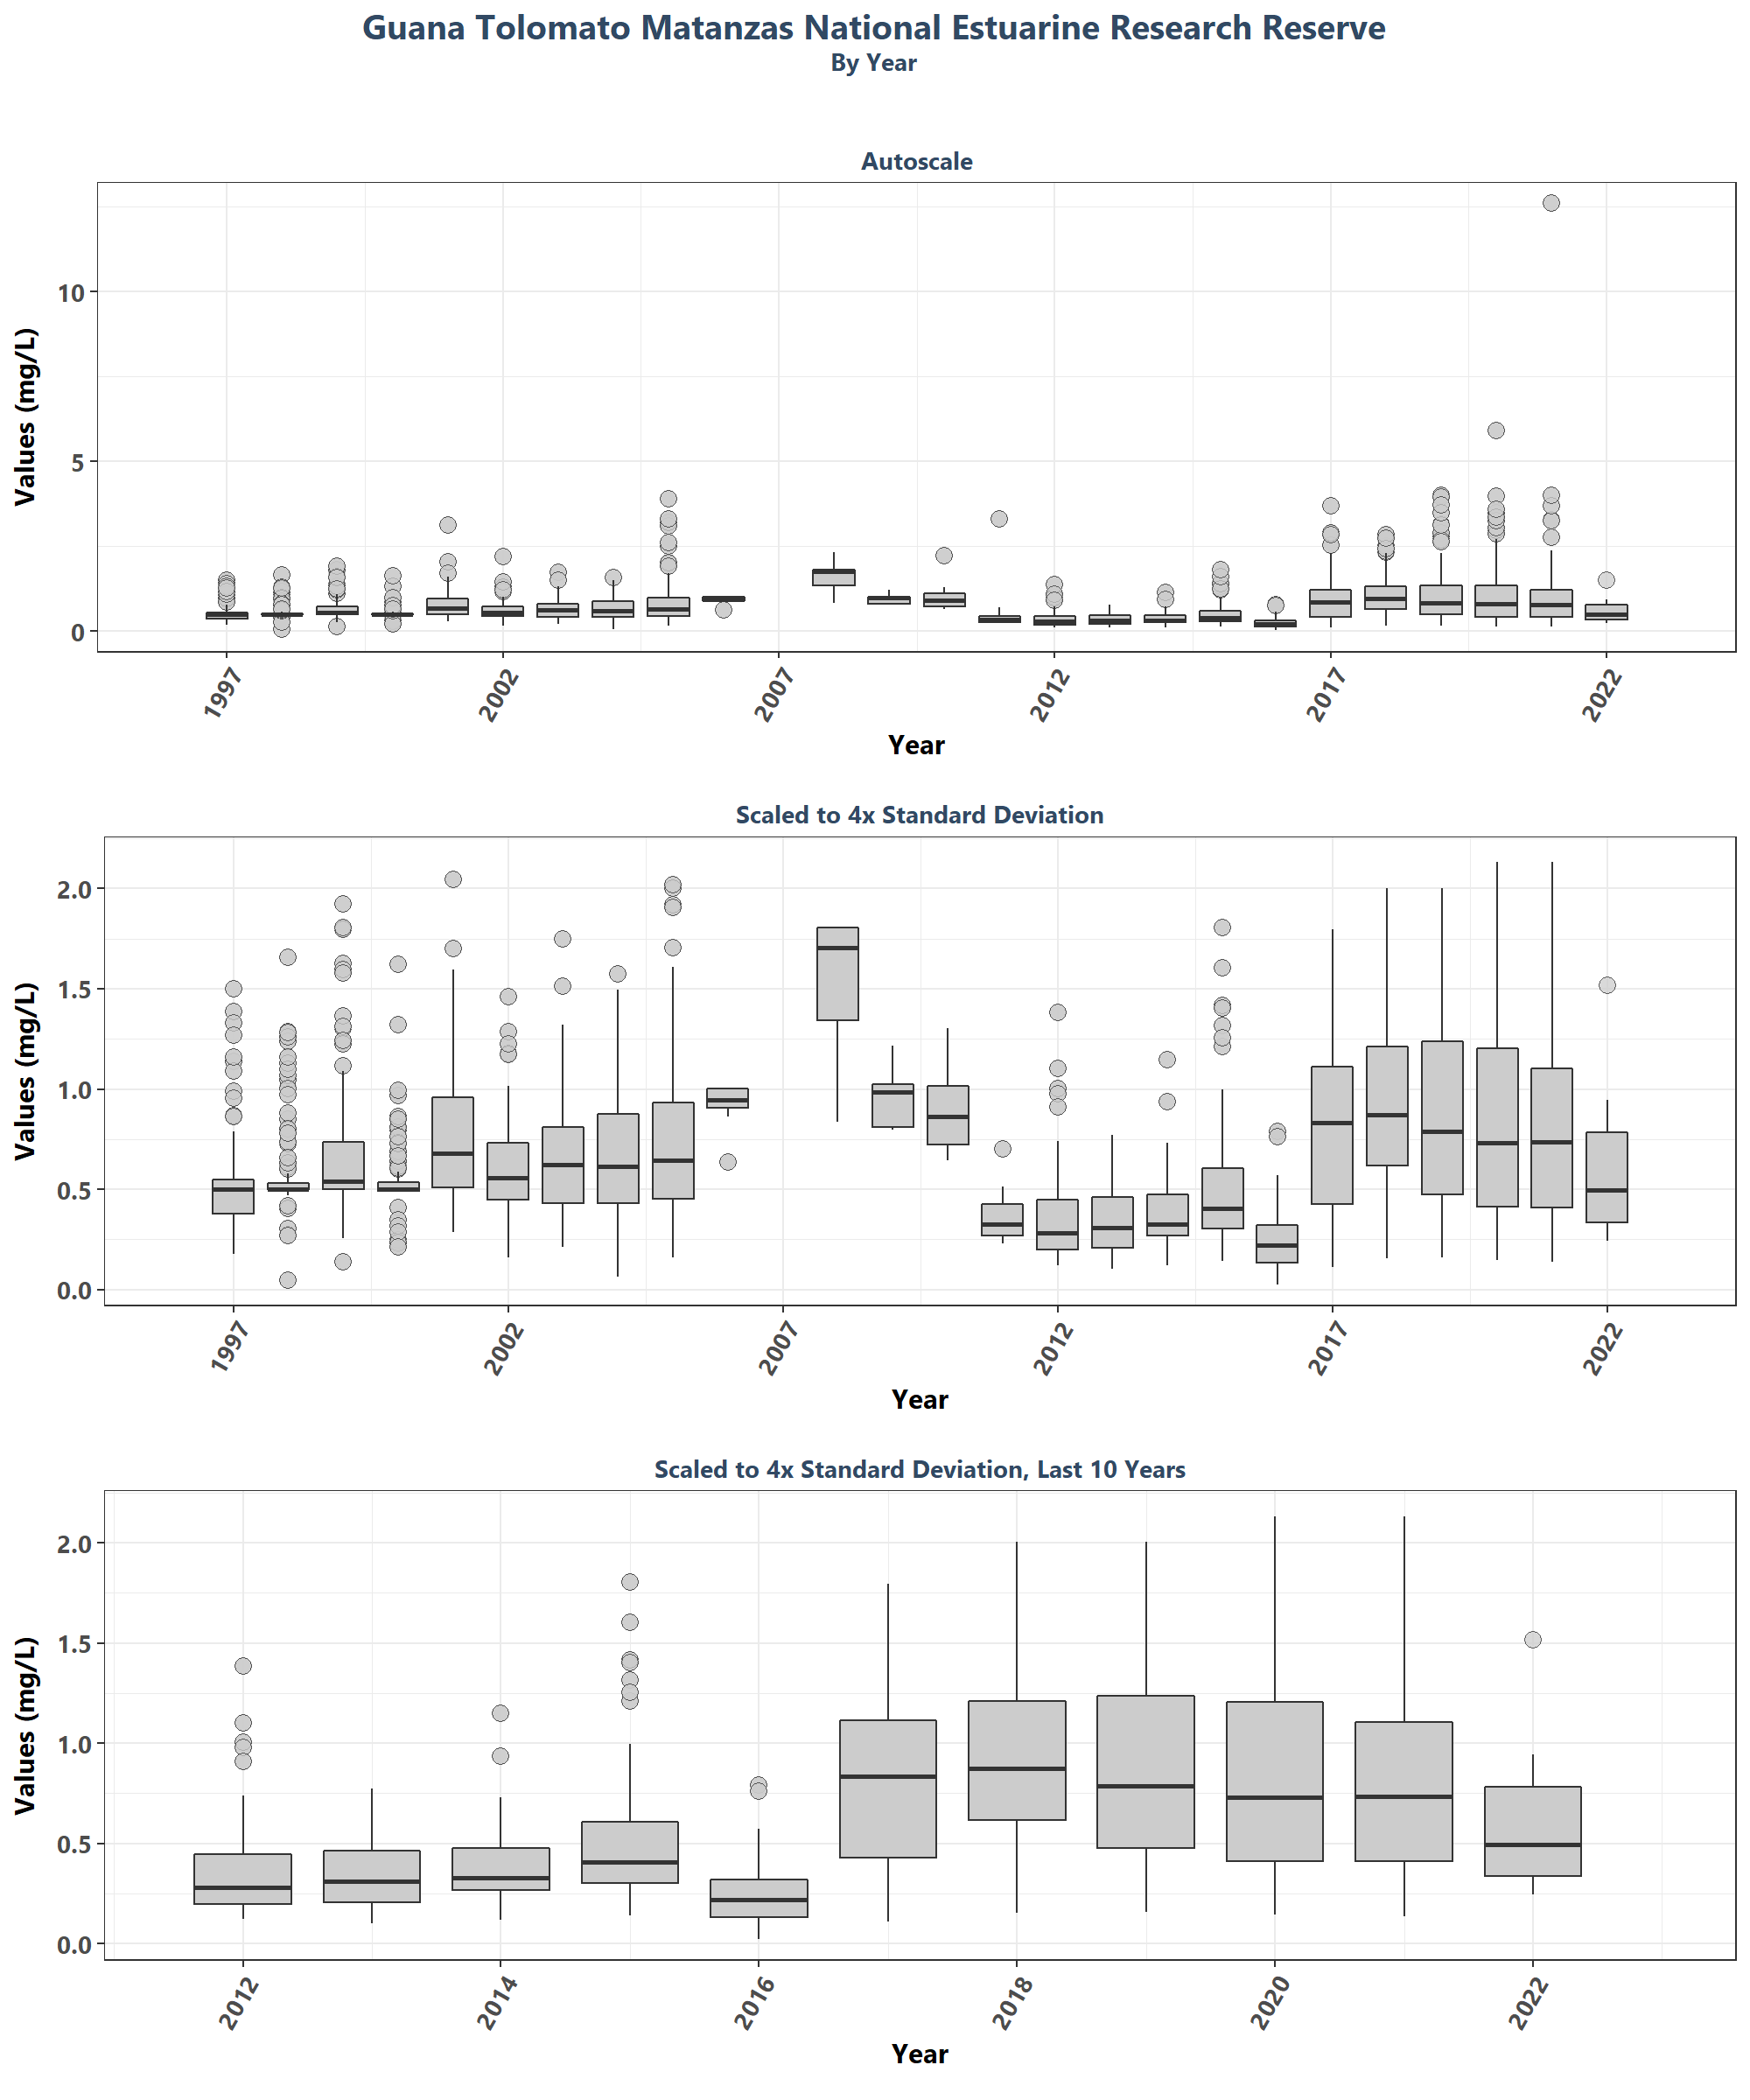 Guana Tolomato Matanzas National Estuarine Research Reserve
By Year
Autoscale
Values (mg/L)
10
5
0
1997 2002 2007 2012 2017 2022
Year
Scaled to 4x Standard Deviation
Values (mg/L)
2.0
1.5
1.0
0.5
0.0
1997 2002 2007 2012 2017 2022
Year
Scaled to 4x Standard Deviation, Last 10 Years
Values (mg/L)
2.0
1.5
1.0
0.5
0.0
2012 2014 2016 2018 2020 2022
Year